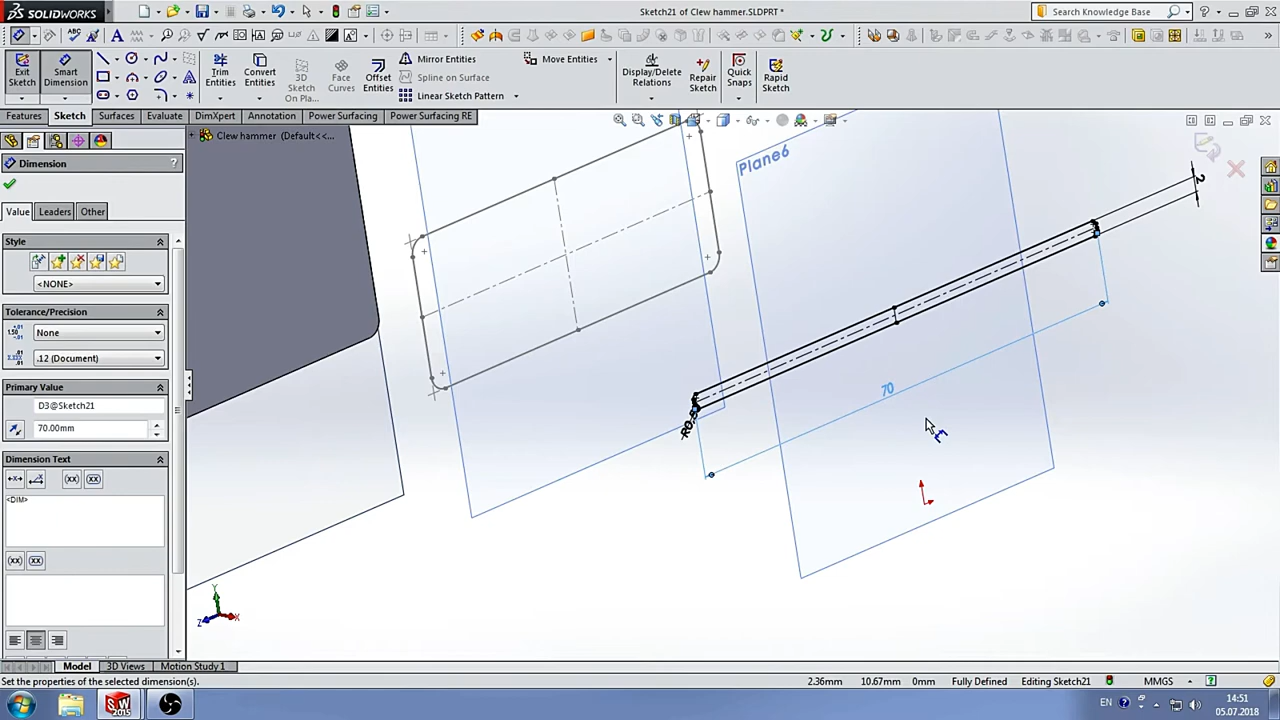 SOLIDWORKS
Sketch21 of Clew hammer.SLDPRT *
Search Knowledge Base
Exit
Sketch
Smart
Dimension
Trim
Entities
Convert
Entities
3D
Sketch
On Pla...
Face
Curves
Offset
Entities
Mirror Entities
Spline on Surface
Linear Sketch Pattern
Move Entities
Display/Delete
Relations
Repair
Sketch
Quick
Snaps
Rapid
Sketch
Features
Sketch
Surfaces
Evaluate
DimXpert
Annotation
Power Surfacing
Power Surfacing RE
Clew hammer (Default<<...
Dimension
?
Value
Leaders
Other
Style
<NONE>
Tolerance/Precision
None
.12 (Document)
Primary Value
D3@Sketch21
70.00mm
Dimension Text
<DIM>
Plane6
2
70
Y
X
Z
Model
3D Views
Motion Study 1
Set the properties of the selected dimension(s).
2.36mm
10.67mm
0mm
Fully Defined
Editing Sketch21
MMGS
SW
2015
EN
14:51
05.07.2018